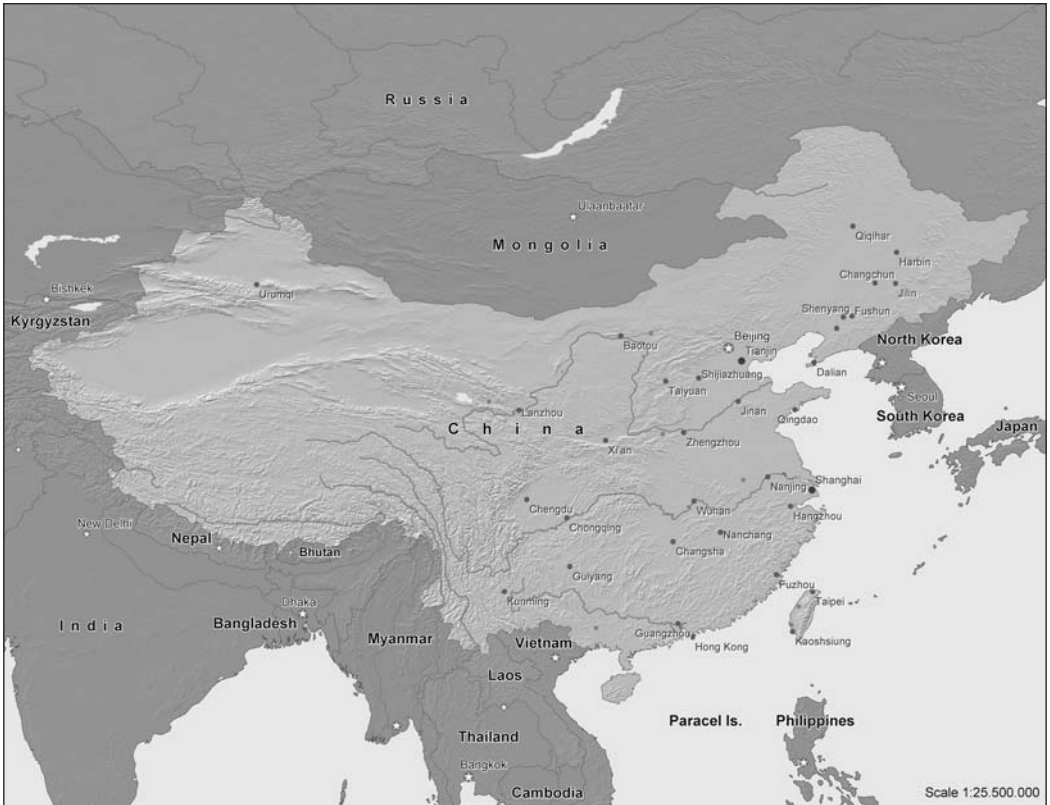 Russia
Ulaanbaatar
Mongolia
Qiqihar
Harbin
Changchun
Jilin
Bishkek
Urumqi
Kyrgyzstan
Shenyang
Fushun
Beijing
North Korea
Baotou
Tianjin
Dalian
Shijiazhuang
Taiyuan
Seoul
Lanzhou
Jinan
Qingdao
South Korea
China
Japan
Zhengzhou
Xi'an
Nanjing
Shanghai
Chengdu
Wuhan
Hangzhou
New Delhi
Chongqing
Nepal
Nanchang
Bhutan
Changsha
Guiyang
Fuzhou
Kunming
Taipei
Dhaka
India
Bangladesh
Myanmar
Vietnam
Guangzhou
Hong Kong
Kaoshsiung
Laos
Paracel Is.
Philippines
Thailand
Bangkok
Cambodia
Scale 1:25.500.000